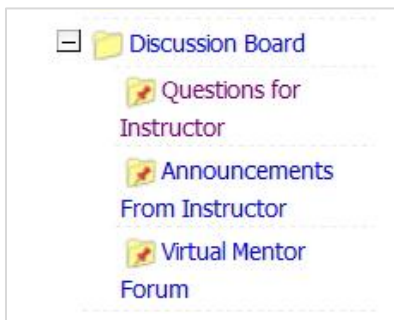 Discussion Board
Questions for
Instructor
Announcements
From Instructor
Virtual Mentor
Forum